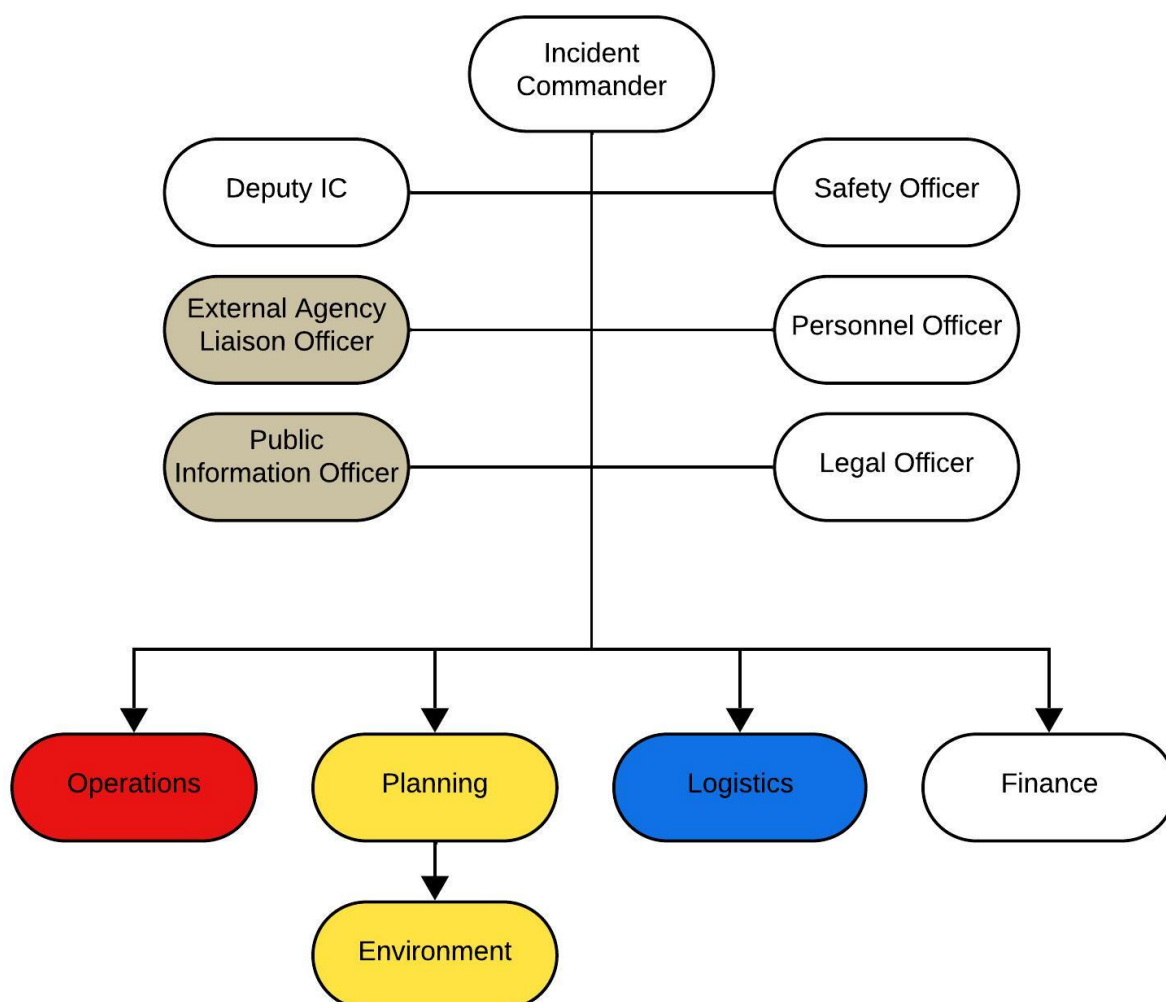 Incident
Commander
Deputy IC
Safety Officer
External Agency
Liaison Officer
Personnel Officer
Public
Information Officer
Legal Officer
Operations
Planning
Logistics
Finance
Environment